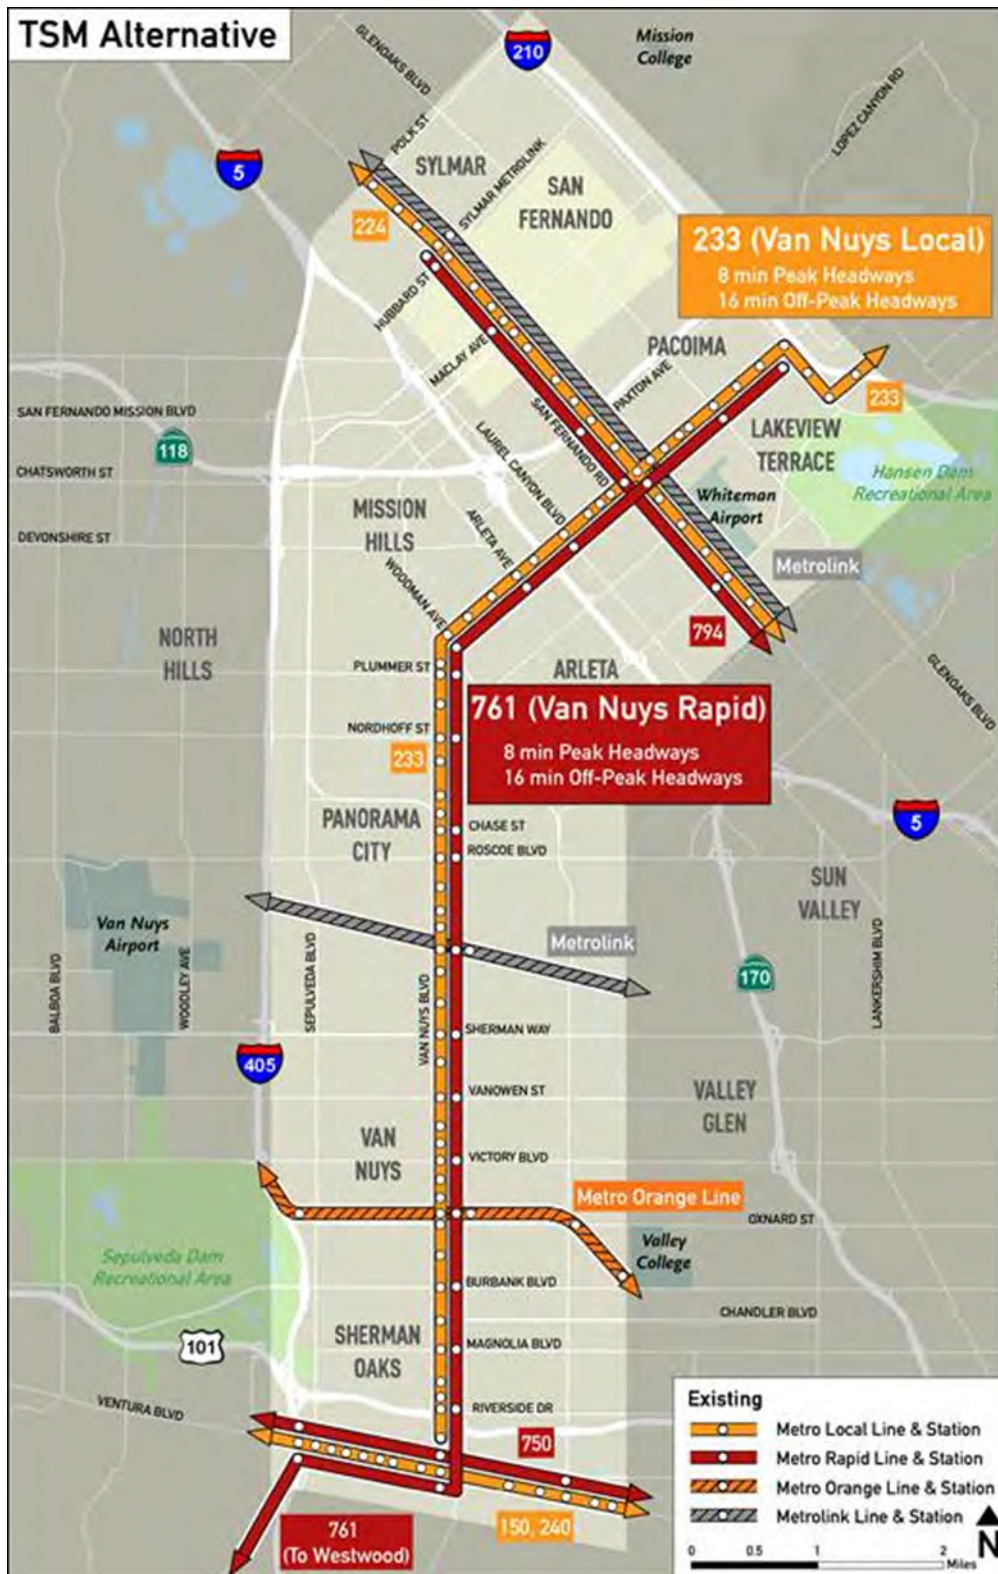 TSM Alternative
GLENOAKS BLVD
210
Mission
College
LOPEZ CANYON RD
5
POLK ST
SYLMAR
SYLMAR METROLINK
SAN
FERNANDO
224
233 (Van Nuys Local)
8 min Peak Headways
16 min Off-Peak Headways
HUBBARD ST
MACLAY AVE
PACOIMA
PAXTON AVE
233
SAN FERNANDO MISSION BLVD
118
SAN FERNANDO RD
LAUREL CANYON BLVD
LAKEVIEW
TERRACE
CHATSWORTH ST
Hansen Dam
Recreational Area
Whiteman
Airport
MISSION
HILLS
ARLETA AVE
DEVONSHIRE ST
WOODMAN AVE
Metrolink
NORTH
HILLS
794
PLUMMER ST
ARLETA
GLENOAKS BLVD
761 (Van Nuys Rapid)
8 min Peak Headways
16 min Off-Peak Headways
NORDHOFF ST
233
PANORAMA
CITY
CHASE ST
ROSCOE BLVD
5
SUN
VALLEY
Van Nuys
Airport
Metrolink
BALBOA BLVD
WOODLEY AVE
SEPULVEDA BLVD
VAN NUYS BLVD
170
LANKERSHIM BLVD
SHERMAN WAY
405
VANOWEN ST
VALLEY
GLEN
VAN
NUYS
VICTORY BLVD
Metro Orange Line
OXNARD ST
Valley
College
Sepulveda Dam
Recreational Area
BURBANK BLVD
CHANDLER BLVD
SHERMAN
OAKS
101
MAGNOLIA BLVD
VENTURA BLVD
RIVERSIDE DR
750
150, 240
761
(To Westwood)
Existing
Metro Local Line & Station
Metro Rapid Line & Station
Metro Orange Line & Station
Metrolink Line & Station
N
0 0.5 1 2
Miles